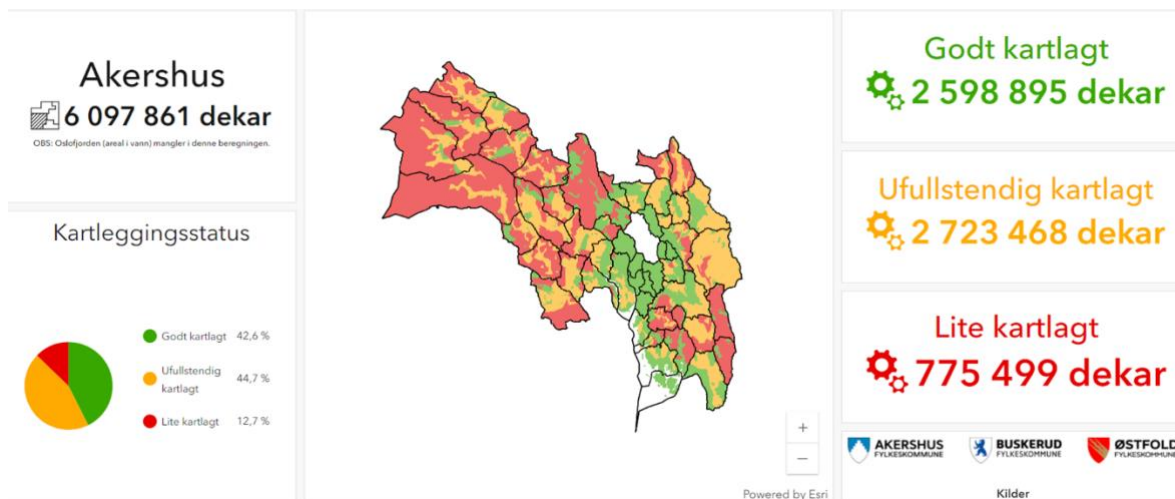 Akershus
6 097 861 dekar
OBS: Oslofjorden (areal i vann) mangler i denne beregningen.
Kartleggingsstatus
Godt kartlagt 42,6 %
Ufullstendig
kartlagt 44,7 %
Lite kartlagt 12,7 %
+
–
Powered by Esri
Godt kartlagt
2 598 895 dekar
Ufullstendig kartlagt
2 723 468 dekar
Lite kartlagt
775 499 dekar
AKERSHUS
FYLKESKOMMUNE
BUSKERUD
FYLKESKOMMUNE
ØSTFOLD
FYLKESKOMMUNE
Kilder